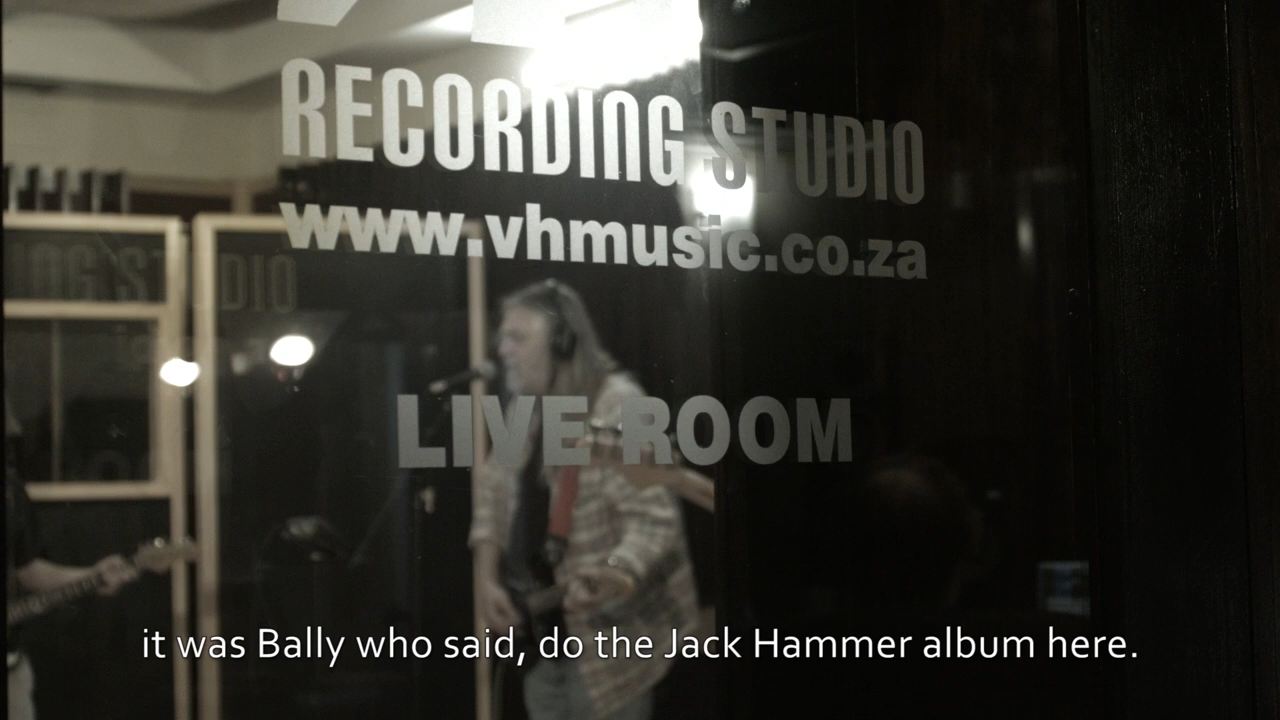 RECORDING STUDIO
www.vhmusic.co.za
LIVE ROOM
it was Bally who said, do the Jack Hammer album here.